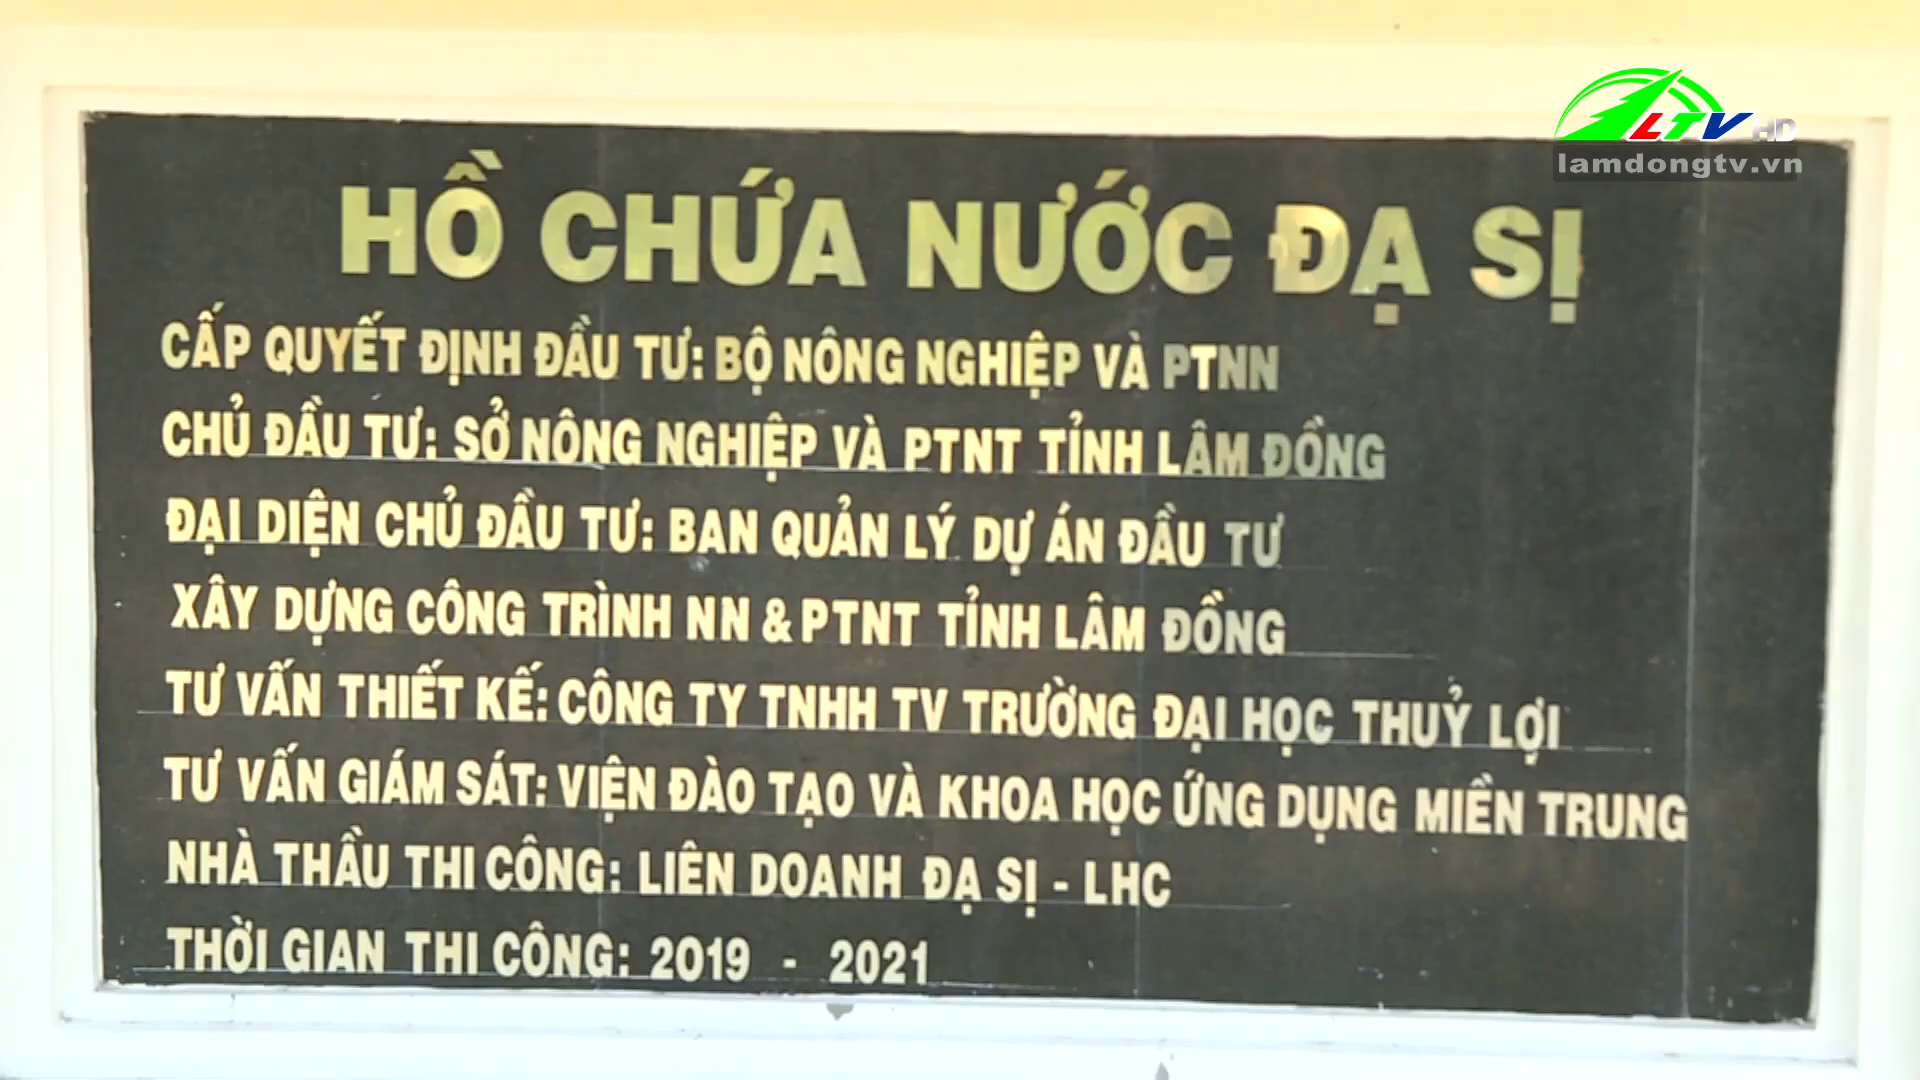 LTV HD
lamdongtv.vn
HỒ CHỨA NƯỚC ĐẠ SỊ
CẤP QUYẾT ĐỊNH ĐẦU TƯ: BỘ NÔNG NGHIỆP VÀ PTNN
CHỦ ĐẦU TƯ: SỞ NÔNG NGHIỆP VÀ PTNT TỈNH LÂM ĐỒNG
ĐẠI DIỆN CHỦ ĐẦU TƯ: BAN QUẢN LÝ DỰ ÁN ĐẦU TƯ
XÂY DỰNG CÔNG TRÌNH NN & PTNT TỈNH LÂM ĐỒNG
TƯ VẤN THIẾT KẾ: CÔNG TY TNHH TV TRƯỜNG ĐẠI HỌC THUỶ LỢI
TƯ VẤN GIÁM SÁT: VIỆN ĐÀO TẠO VÀ KHOA HỌC ỨNG DỤNG MIỀN TRUNG
NHÀ THẦU THI CÔNG: LIÊN DOANH ĐẠ SỊ - LHC
THỜI GIAN THI CÔNG: 2019 - 2021